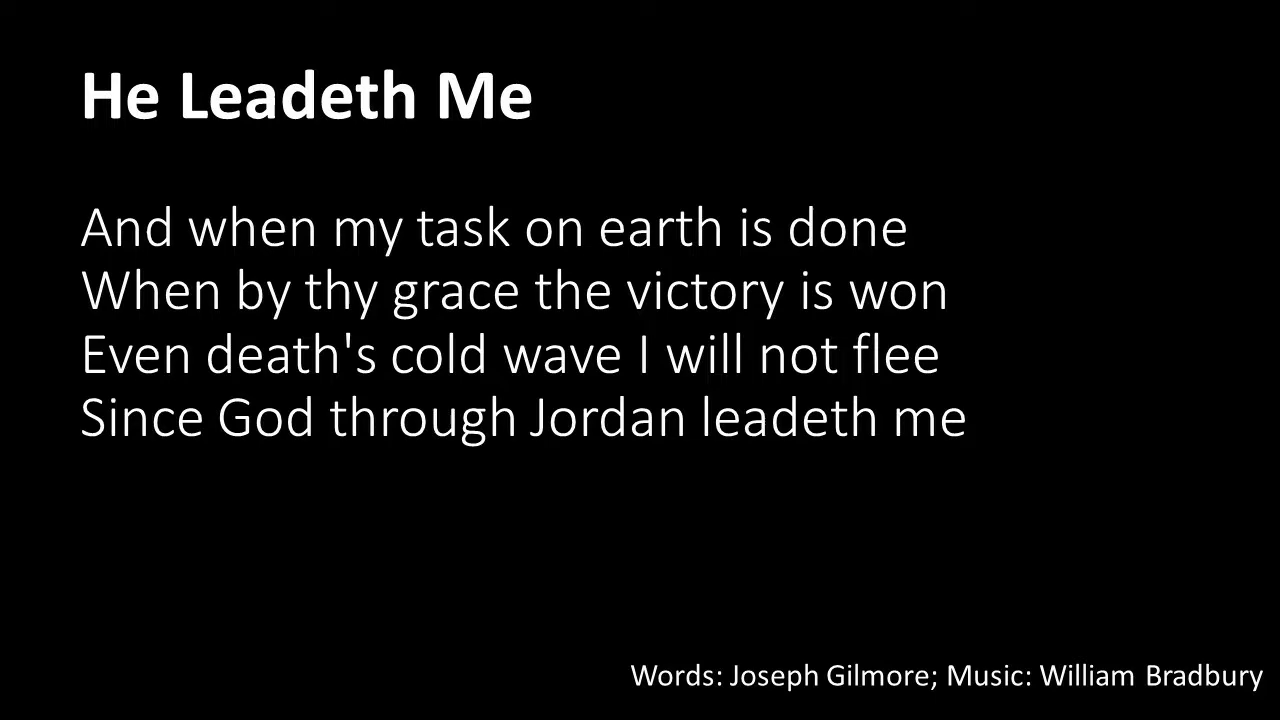 He Leadeth Me
And when my task on earth is done
When by thy grace the victory is won
Even death's cold wave I will not flee
Since God through Jordan leadeth me
Words: Joseph Gilmore; Music: William Bradbury